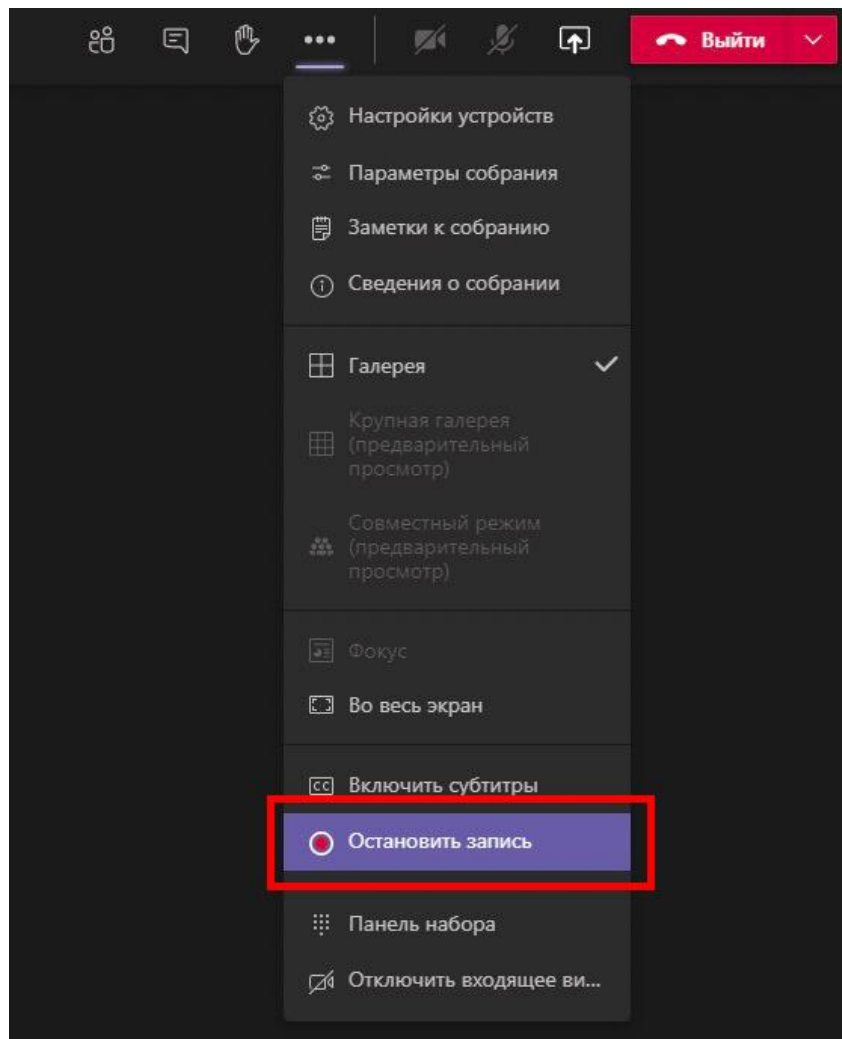 Выйти
Настройки устройств
Параметры собрания
Заметки к собранию
Сведения о собрании
Галерея
Крупная галерея
(предварительный
просмотр)
Совместный режим
(предварительный
просмотр)
Фокус
Во весь экран
CC Включить субтитры
Остановить запись
Панель набора
Отключить входящее ви...